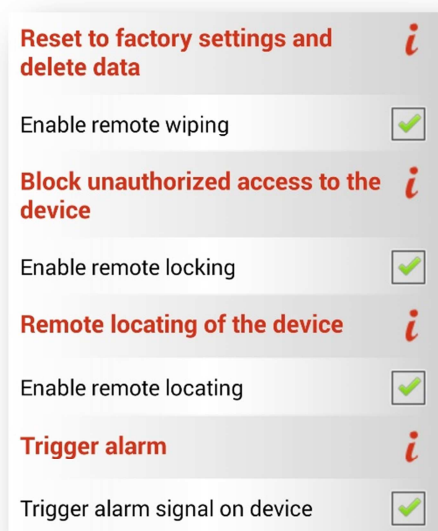 Reset to factory settings and
delete data
Enable remote wiping
Block unauthorized access to the
device
Enable remote locking
Remote locating of the device
Enable remote locating
Trigger alarm
Trigger alarm signal on device